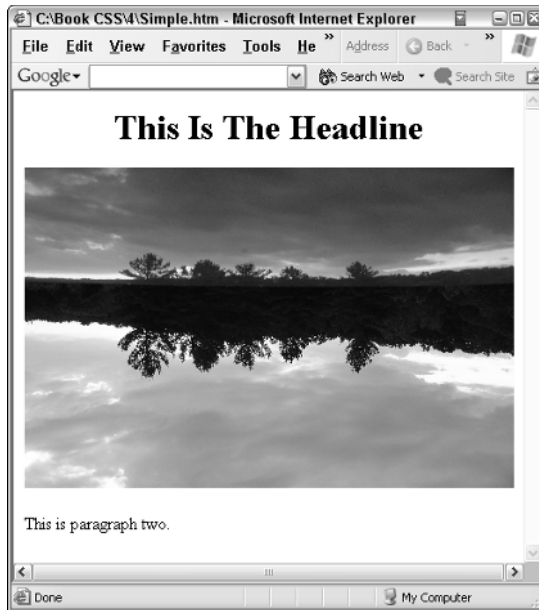 C:\Book CSS\4\Simple.htm - Microsoft Internet Explorer
File Edit View Favorites Tools He » Address Back »
Google Search Web Search Site
This Is The Headline
This is paragraph two.
Done My Computer